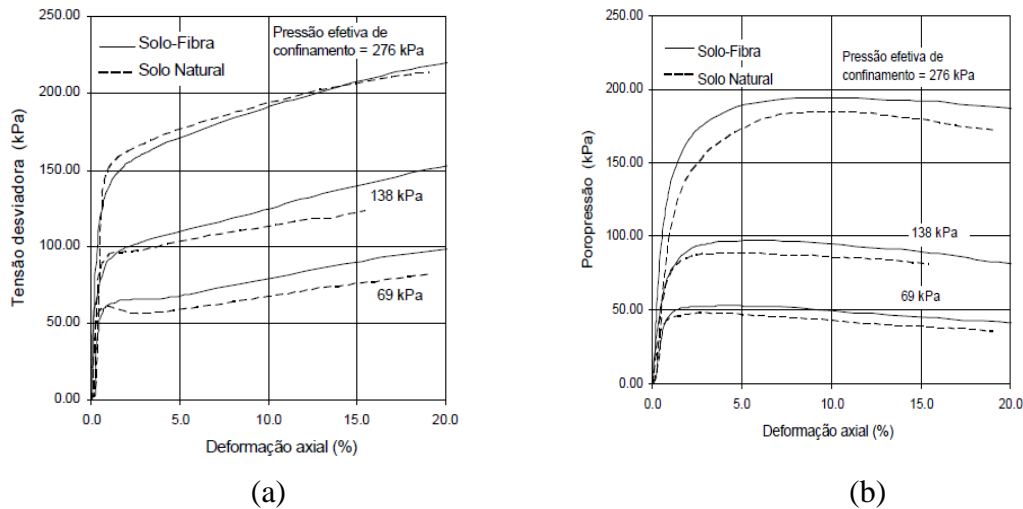 250.00
200.00
150.00
100.00
50.00
0.00
Tensão desviadora (kPa)
Solo-Fibra
Solo Natural
Pressão efetiva de
confinamento = 276 kPa
138 kPa
69 kPa
0.0 5.0 10.0 15.0 20.0
Deformação axial (%)
(a)
250.00
200.00
150.00
100.00
50.00
0.00
Poropressão (kPa)
Solo-Fibra
Solo Natural
Pressão efetiva de
confinamento = 276 kPa
138 kPa
69 kPa
0.0 5.0 10.0 15.0 20.0
Deformação axial (%)
(b)